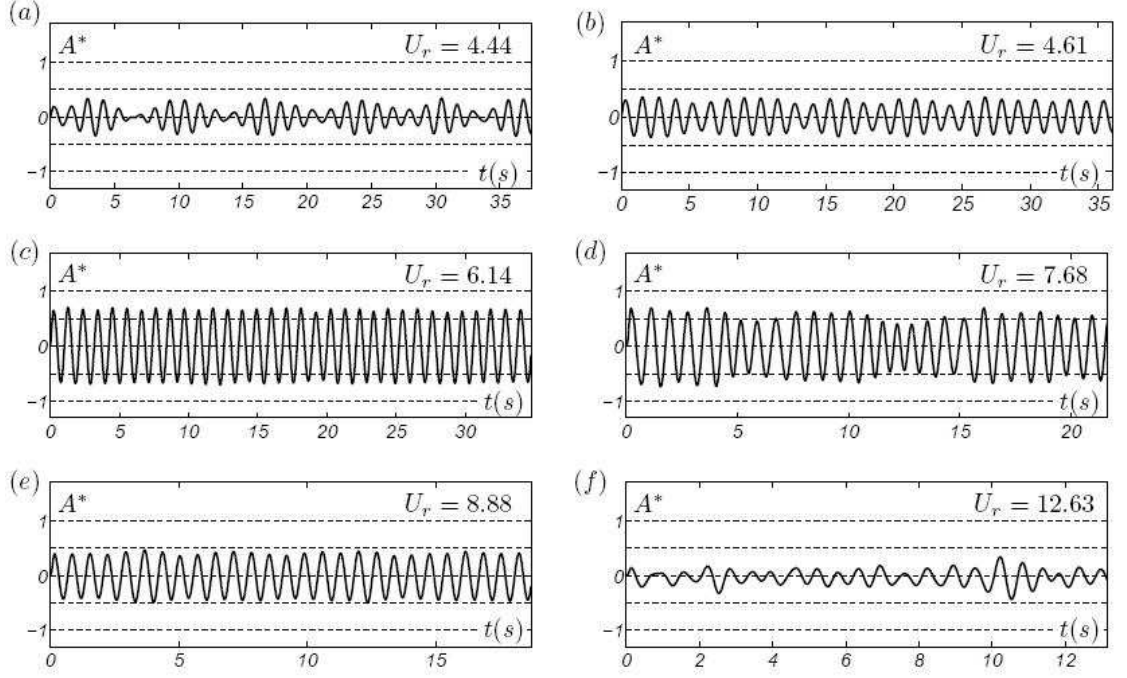 (a)
A* U_r = 4.44
1
0
−1
t(s)
0 5 10 15 20 25 30 35
(b)
A* U_r = 4.61
1
0
−1
t(s)
0 5 10 15 20 25 30 35
(c)
A* U_r = 6.14
1
0
−1
t(s)
0 5 10 15 20 25 30
(d)
A* U_r = 7.68
1
0
−1
t(s)
0 5 10 15 20
(e)
A* U_r = 8.88
1
0
−1
t(s)
0 5 10 15
(f)
A* U_r = 12.63
1
0
−1
t(s)
0 2 4 6 8 10 12